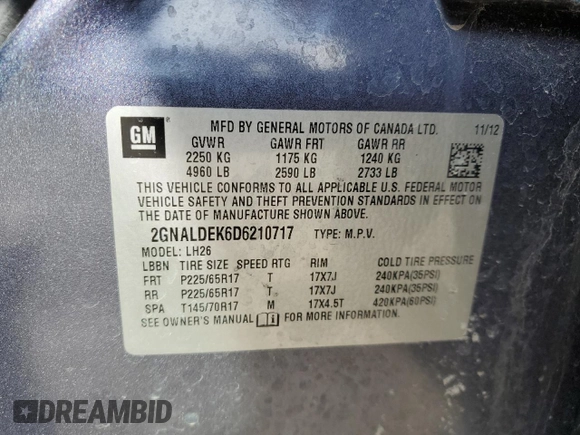 GM
MFD BY GENERAL MOTORS OF CANADA LTD. 11/12
GVWR GAWR FRT GAWR RR
2250 KG 1175 KG 1240 KG
4960 LB 2590 LB 2733 LB
THIS VEHICLE CONFORMS TO ALL APPLICABLE U.S. FEDERAL MOTOR
VEHICLE SAFETY AND THEFT PREVENTION STANDARDS IN EFFECT ON
THE DATE OF MANUFACTURE SHOWN ABOVE.
2GNALDEK6D6210717 TYPE: M.P.V.
MODEL: LH26
LBBN TIRE SIZE SPEED RTG RIM COLD TIRE PRESSURE
FRT P225/65R17 T 17X7J 240KPA(35PSI)
RR P225/65R17 T 17X7J 240KPA(35PSI)
SPA T145/70R17 M 17X4.5T 420KPA(60PSI)
SEE OWNER'S MANUAL FOR MORE INFORMATION
DREAMBID